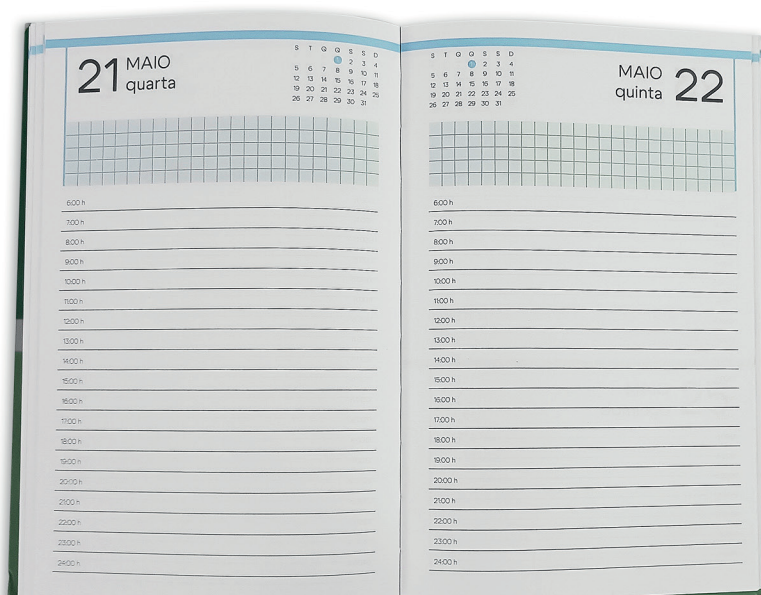 21 MAIO
quarta
S T Q Q S S D
1 2 3 4
5 6 7 8 9 10 11
12 13 14 15 16 17 18
19 20 21 22 23 24 25
26 27 28 29 30 31
6:00 h
7:00 h
8:00 h
9:00 h
10:00 h
11:00 h
12:00 h
13:00 h
14:00 h
15:00 h
16:00 h
17:00 h
18:00 h
19:00 h
20:00 h
21:00 h
22:00 h
23:00 h
24:00 h
S T Q Q S S D
1 2 3 4
5 6 7 8 9 10 11
12 13 14 15 16 17 18
19 20 21 22 23 24 25
26 27 28 29 30 31
MAIO 22
quinta
6:00 h
7:00 h
8:00 h
9:00 h
10:00 h
11:00 h
12:00 h
13:00 h
14:00 h
15:00 h
16:00 h
17:00 h
18:00 h
19:00 h
20:00 h
21:00 h
22:00 h
23:00 h
24:00 h